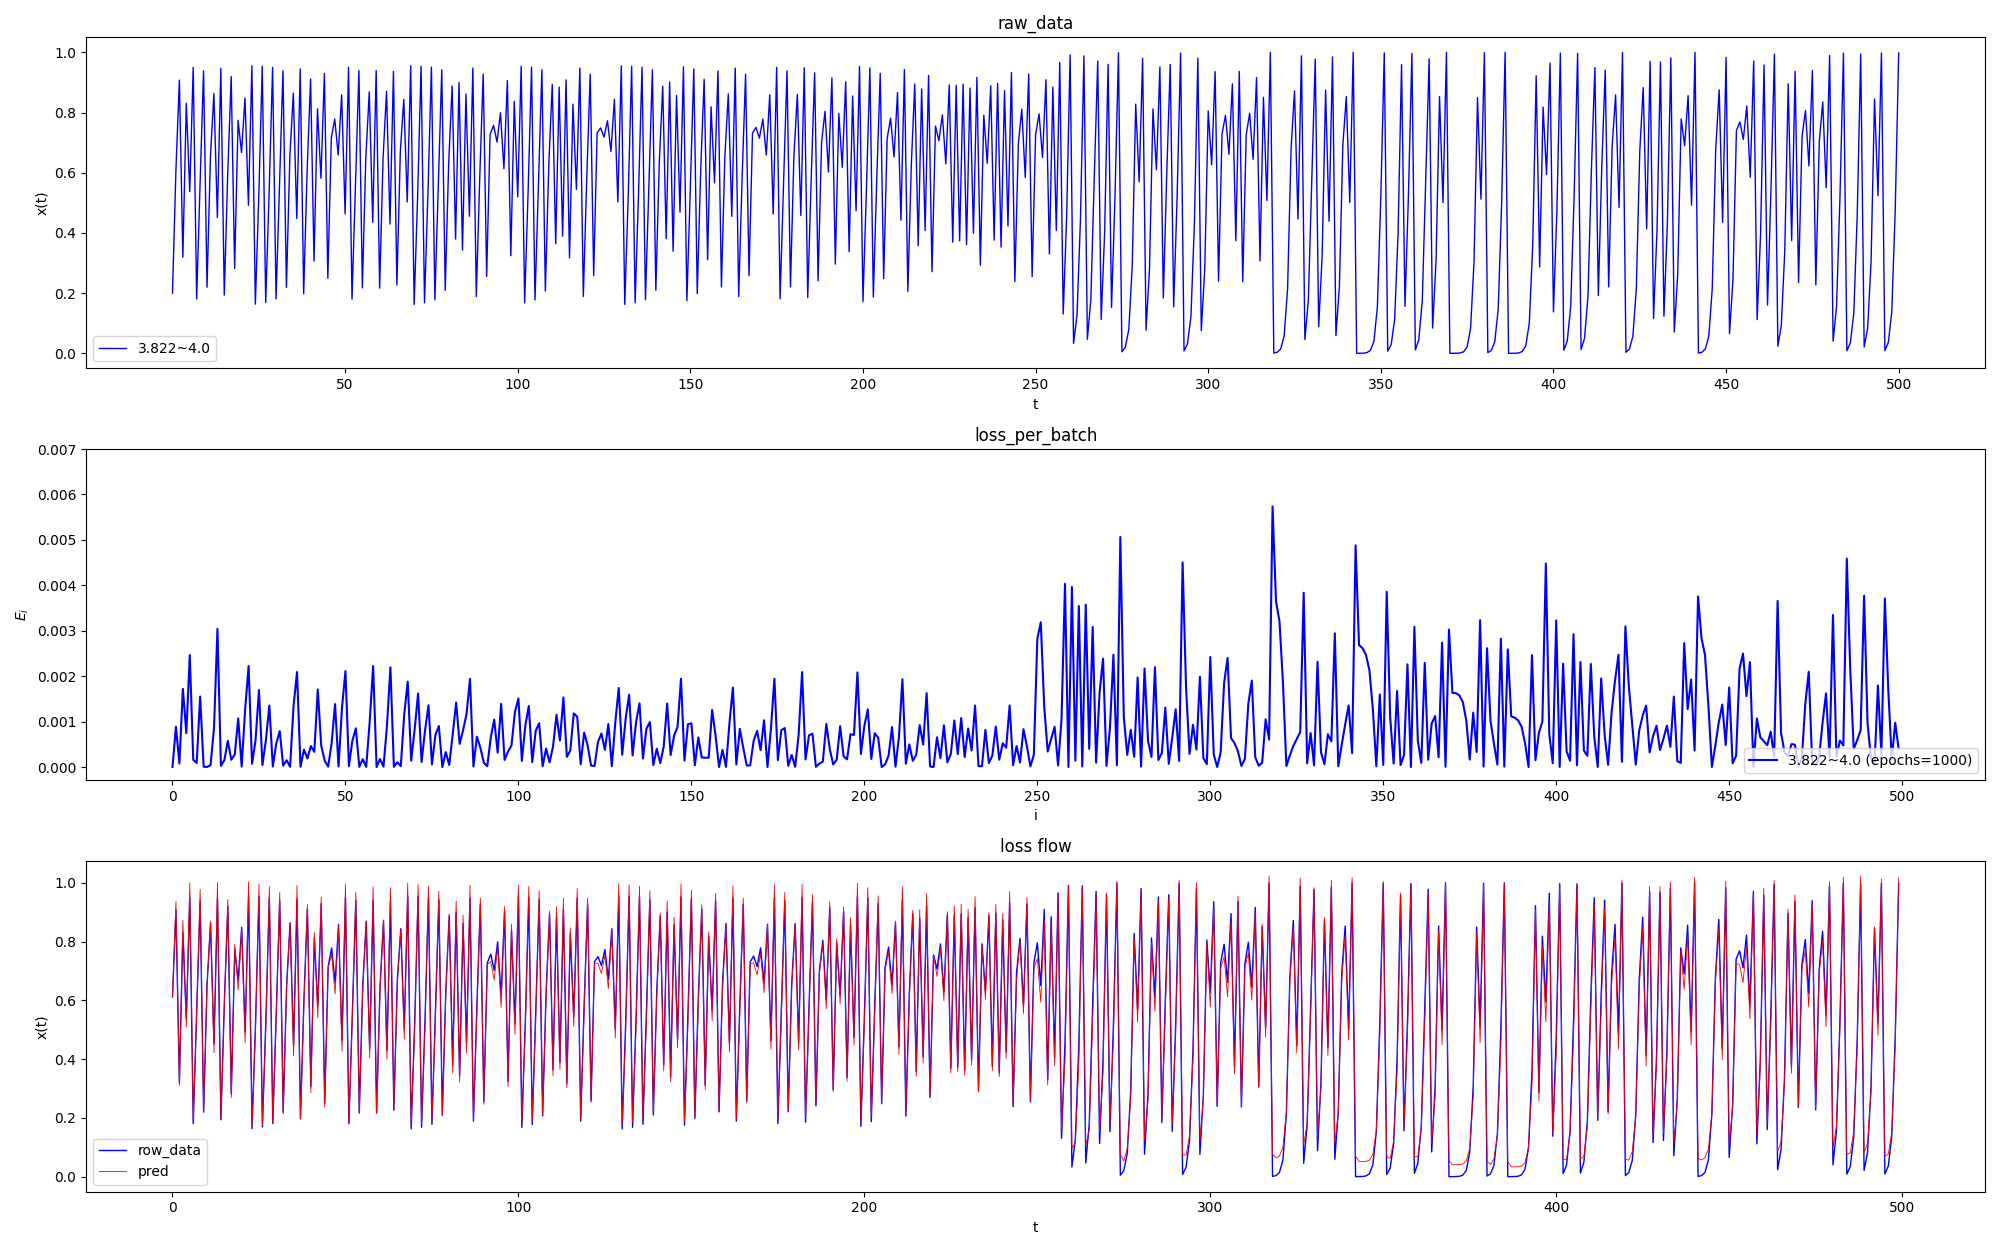 raw_data
1.0
0.8
0.6
0.4
0.2
0.0
x(t)
3.822~4.0
50 100 150 200 250 300 350 400 450 500
t
loss_per_batch
0.007
0.006
0.005
0.004
0.003
0.002
0.001
0.000
E_i
3.822~4.0 (epochs=1000)
0 50 100 150 200 250 300 350 400 450 500
i
loss flow
1.0
0.8
0.6
0.4
0.2
0.0
x(t)
row_data
pred
0 100 200 300 400 500
t